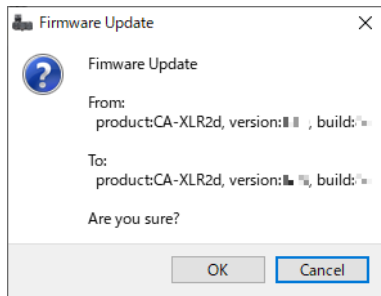 Firmware Update
Fimware Update
From:
product:CA-XLR2d, version: , build:
To:
product:CA-XLR2d, version: , build:
Are you sure?
OK
Cancel